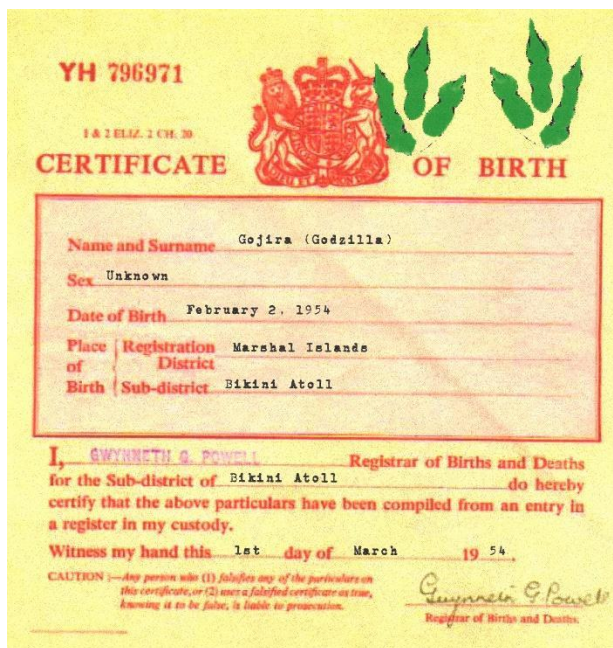 YH 796971
1 & 2 ELIZ. 2 CH. 20
CERTIFICATE OF BIRTH
Name and Surname Gojira (Godzilla)
Sex Unknown
Date of Birth February 2, 1954
Place Registration Marshal Islands
of District
Birth Sub-district Bikini Atoll
I, GWYNNETH G. POWELL Registrar of Births and Deaths
for the Sub-district of Bikini Atoll do hereby
certify that the above particulars have been compiled from an entry in
a register in my custody.
Witness my hand this 1st day of March 19 54.
CAUTION :—Any person who (1) falsifies any of the particulars on
this certificate, or (2) uses a falsified certificate as true,
knowing it to be false, is liable to prosecution.
Gwynneth G. Powell
Registrar of Births and Deaths.